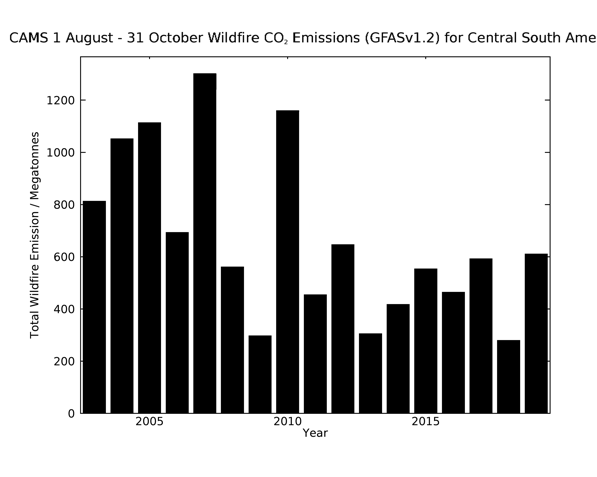 CAMS 1 August - 31 October Wildfire CO₂ Emissions (GFASv1.2) for Central South Ame
Total Wildfire Emission / Megatonnes
1200
1000
800
600
400
200
0
2005 2010 2015
Year